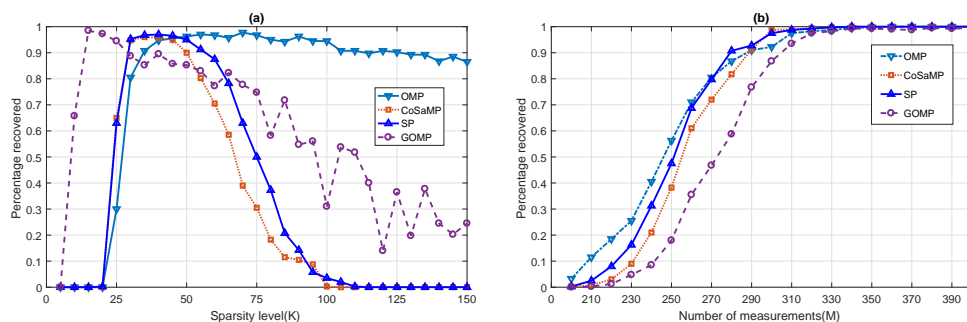 (a)
Percentage recovered
1
0.9
0.8
0.7
0.6
0.5
0.4
0.3
0.2
0.1
0
OMP
CoSaMP
SP
GOMP
0 25 50 75 100 125 150
Sparsity level(K)
(b)
Percentage recovered
1
0.9
0.8
0.7
0.6
0.5
0.4
0.3
0.2
0.1
0
OMP
CoSaMP
SP
GOMP
210 230 250 270 290 310 330 350 370 390
Number of measurements(M)